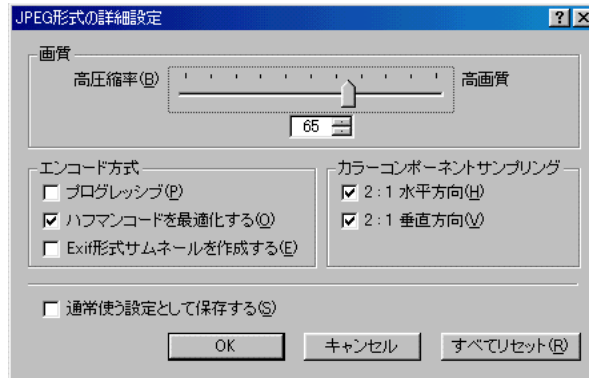 JPEG形式の詳細設定
画質
高圧縮率(B)
高画質
65
エンコード方式
プログレッシブ(P)
ハフマンコードを最適化する(O)
Exif形式サムネールを作成する(E)
カラーコンポーネントサンプリング
2:1 水平方向(H)
2:1 垂直方向(V)
通常使う設定として保存する(S)
OK
キャンセル
すべてリセット(R)